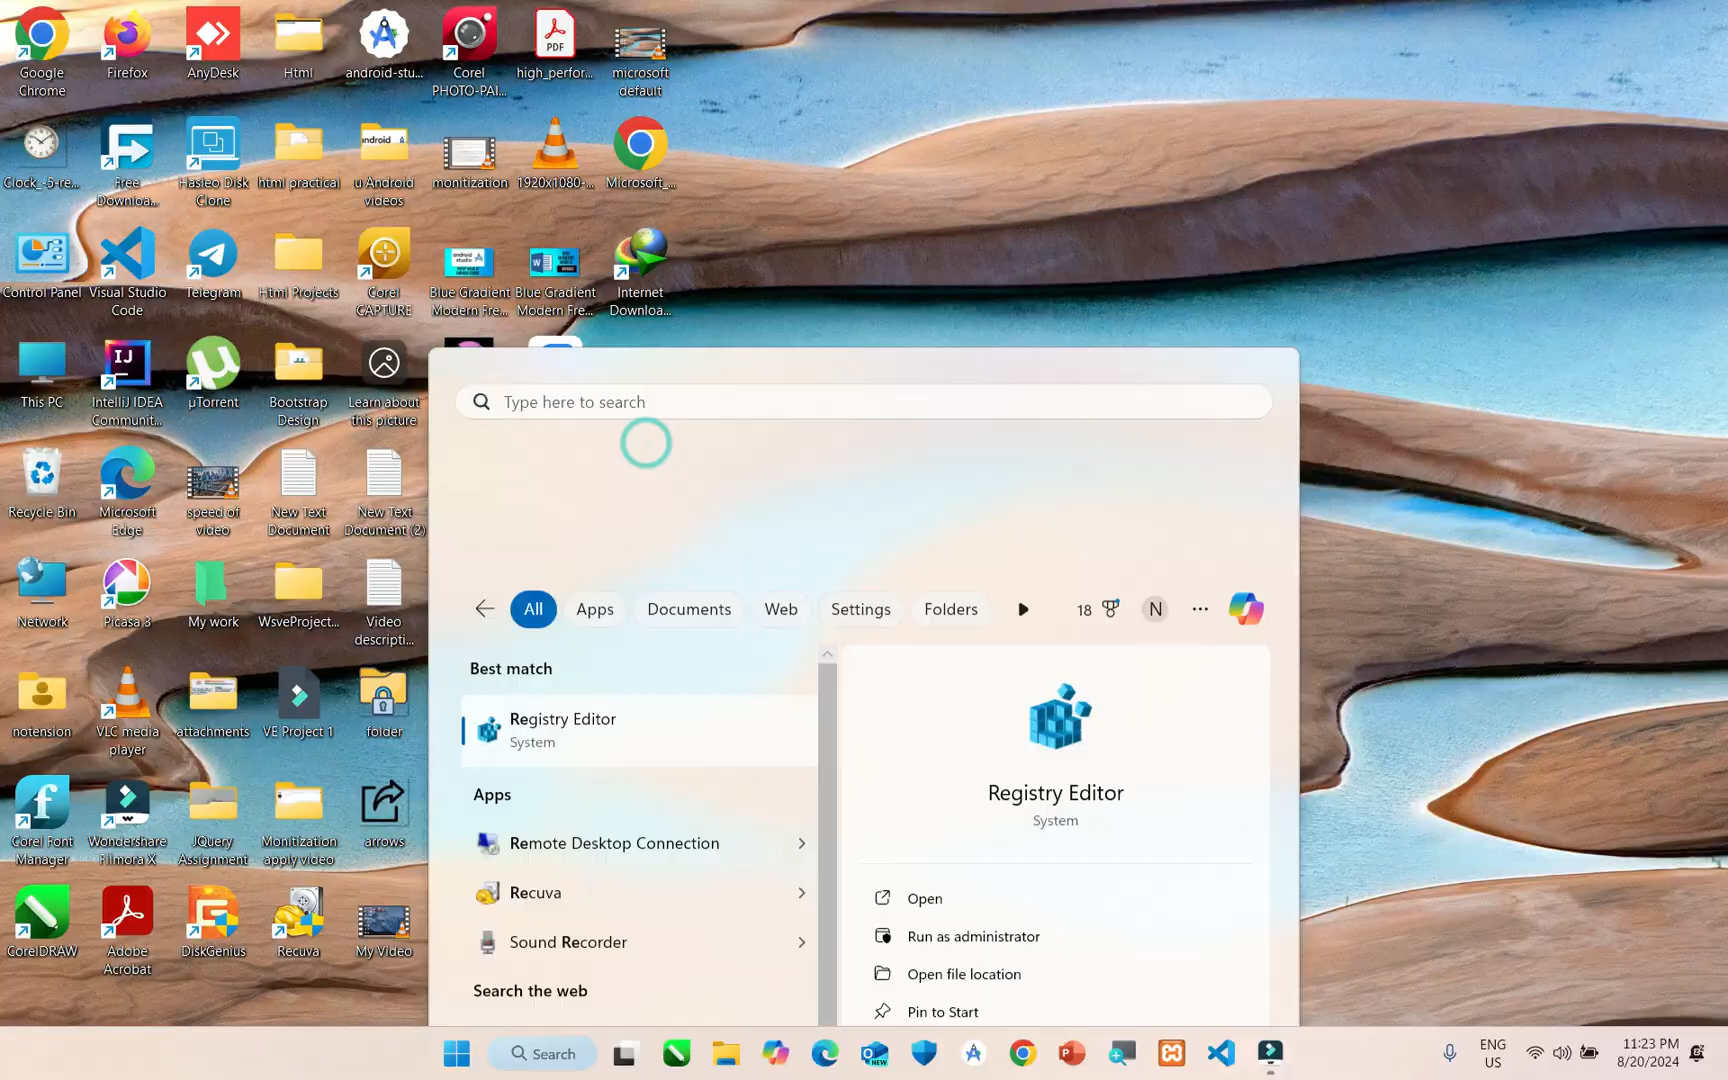 Google
Chrome
Firefox
AnyDesk
Html
android-stu...
Corel
PHOTO-PAI...
PDF
high_perfor...
microsoft
default
Clock_-5-re...
Free
Downloa...
Hasleo Disk
Clone
html practical
android
u Android
videos
monitization
1920x1080-...
Microsoft_...
Control Panel
Visual Studio
Code
Telegram
Html Projects
Corel
CAPTURE
Blue Gradient
Modern Fre...
Blue Gradient
Modern Fre...
Internet
Downloa...
This PC
IJ
IntelliJ IDEA
Communit...
µTorrent
Bootstrap
Design
Learn about
this picture
Recycle Bin
Microsoft
Edge
speed of
video
New Text
Document
New Text
Document (2)
Network
Picasa 3
My work
WsveProject...
Video
descripti...
notension
VLC media
player
attachments
VE Project 1
folder
Corel Font
Manager
Wondershare
Filmora X
JQuery
Assignment
Monitization
apply video
arrows
CorelDRAW
Adobe
Acrobat
DiskGenius
Recuva
My Video
Type here to search
All
Apps
Documents
Web
Settings
Folders
18
N
Best match
Registry Editor
System
Apps
Remote Desktop Connection
Recuva
Sound Recorder
Search the web
Registry Editor
System
Open
Run as administrator
Open file location
Pin to Start
Search
NEW
ENG
US
11:23 PM
8/20/2024